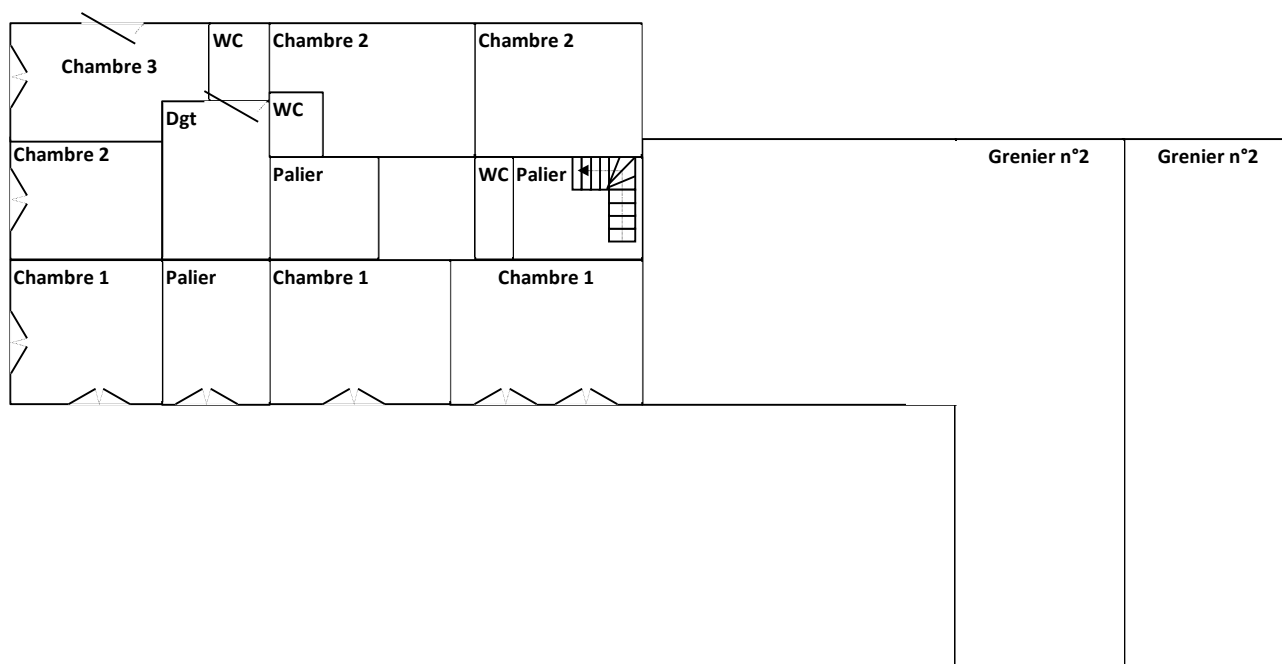 WC
Chambre 2
Chambre 2
Chambre 3
WC
Dgt
Chambre 2
Grenier n°2
Grenier n°2
Palier
WC
Palier
Chambre 1
Palier
Chambre 1
Chambre 1